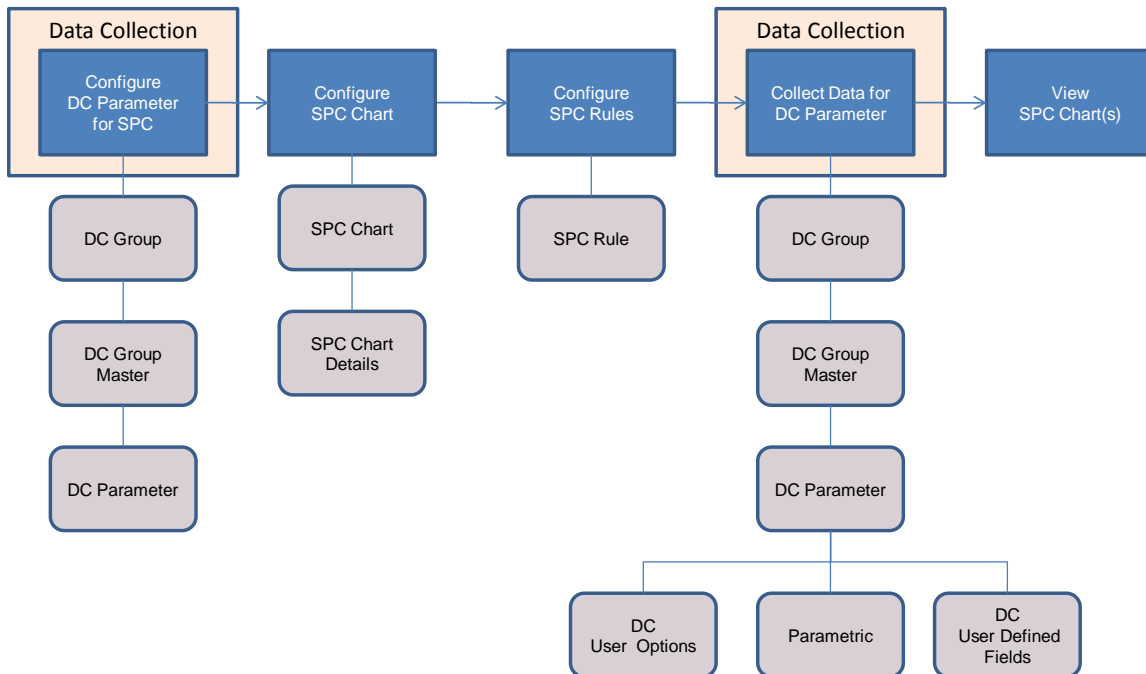 Data Collection
Data Collection
Configure
DC Parameter
for SPC
Configure
SPC Chart
Configure
SPC Rules
Collect Data for
DC Parameter
View
SPC Chart(s)
DC Group
SPC Chart
SPC Rule
DC Group
DC Group
Master
SPC Chart
Details
DC Group
Master
DC Parameter
DC Parameter
DC
User Options
Parametric
DC
User Defined
Fields